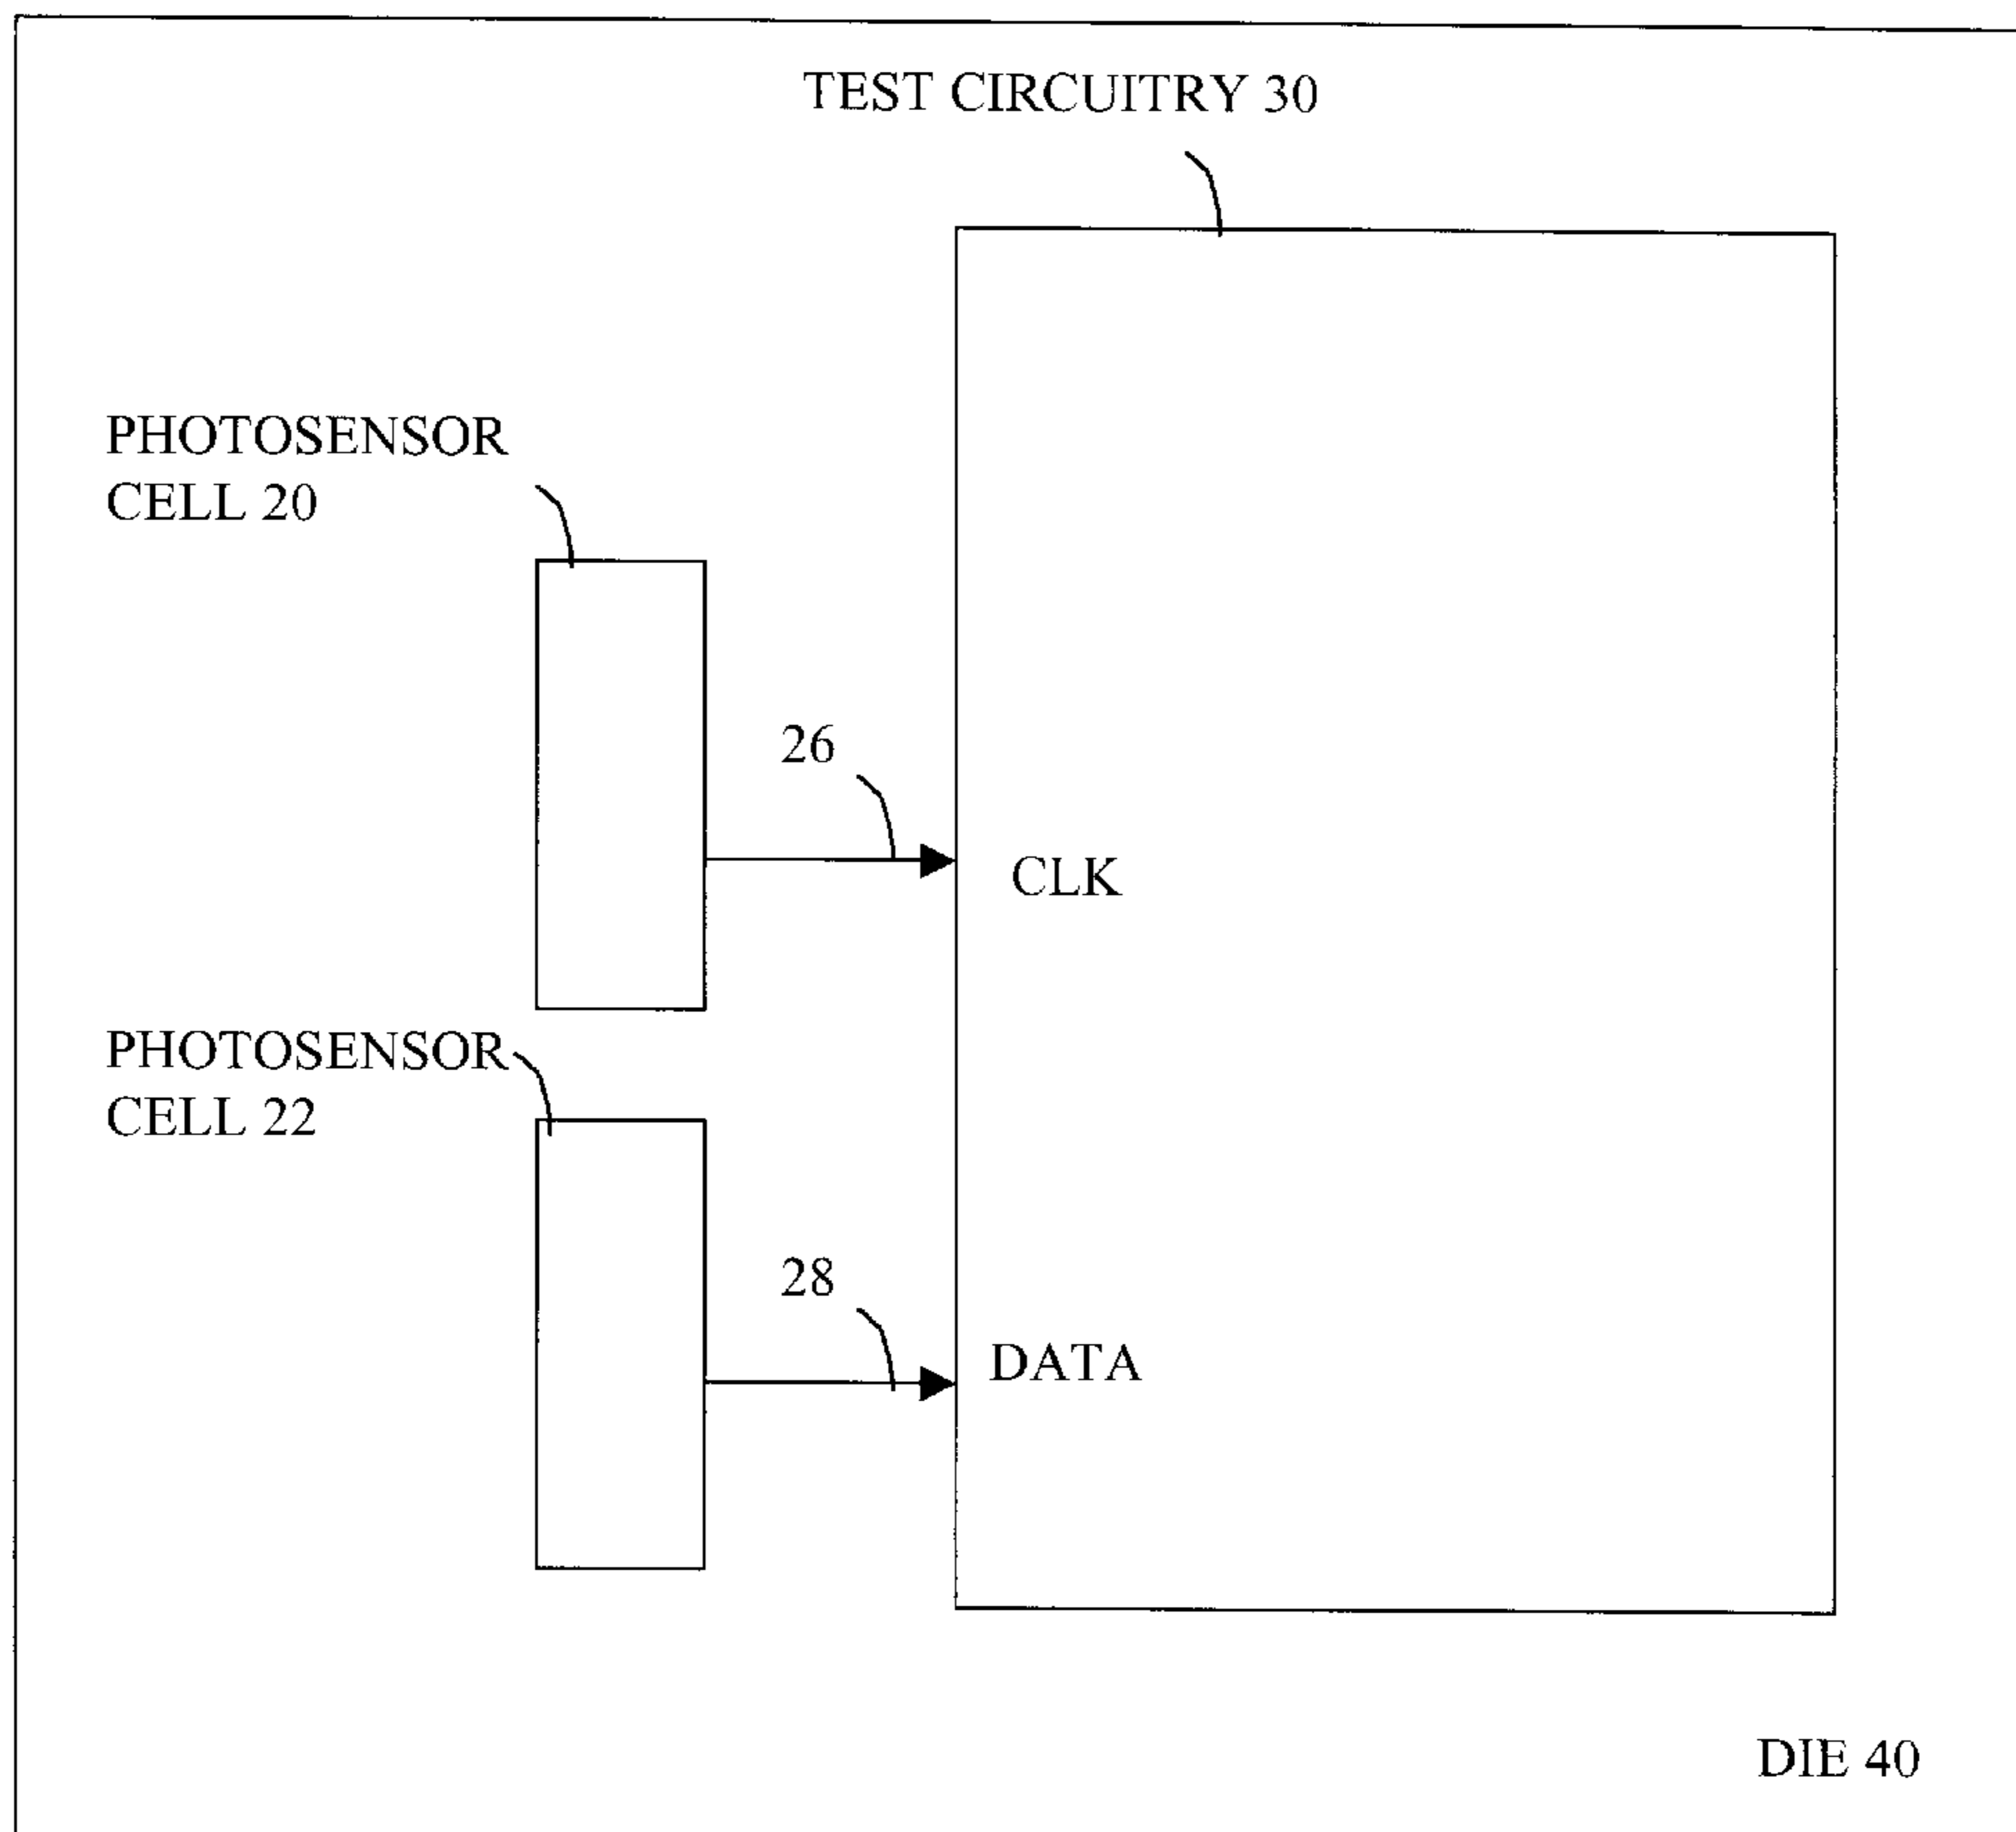 TEST CIRCUITRY 30
PHOTOSENSOR
CELL 20
26
CLK
PHOTOSENSOR
CELL 22
28
DATA
DIE 40